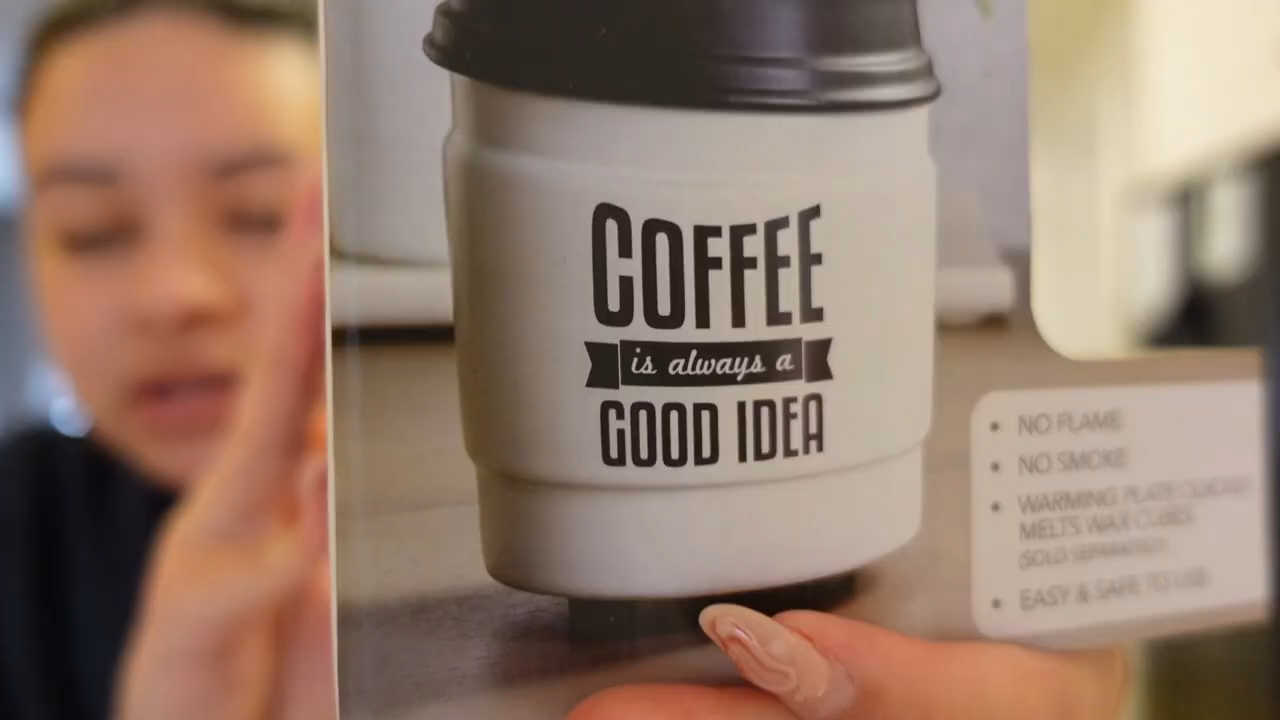 COFFEE
is always a
GOOD IDEA
• NO FLAME
• NO SMOKE
• WARMING PLATE QUICKLY
MELTS WAX CUBES
(SOLD SEPARATELY)
• EASY & SAFE TO USE